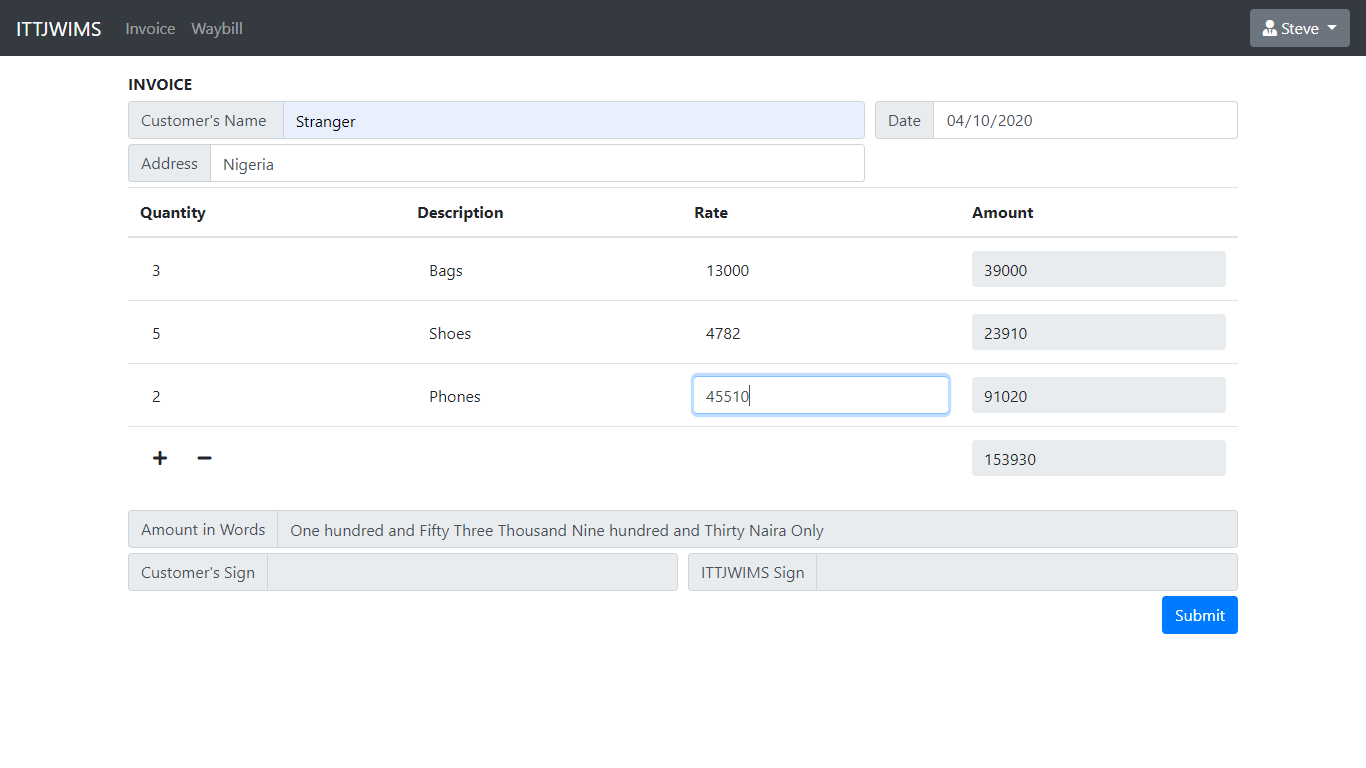 ITTJWIMS Invoice Waybill Steve
INVOICE
Customer's Name Stranger Date 04/10/2020
Address Nigeria
Quantity Description Rate Amount
3 Bags 13000 39000
5 Shoes 4782 23910
2 Phones 45510 91020
+ − 153930
Amount in Words One hundred and Fifty Three Thousand Nine hundred and Thirty Naira Only
Customer's Sign ITTJWIMS Sign
Submit